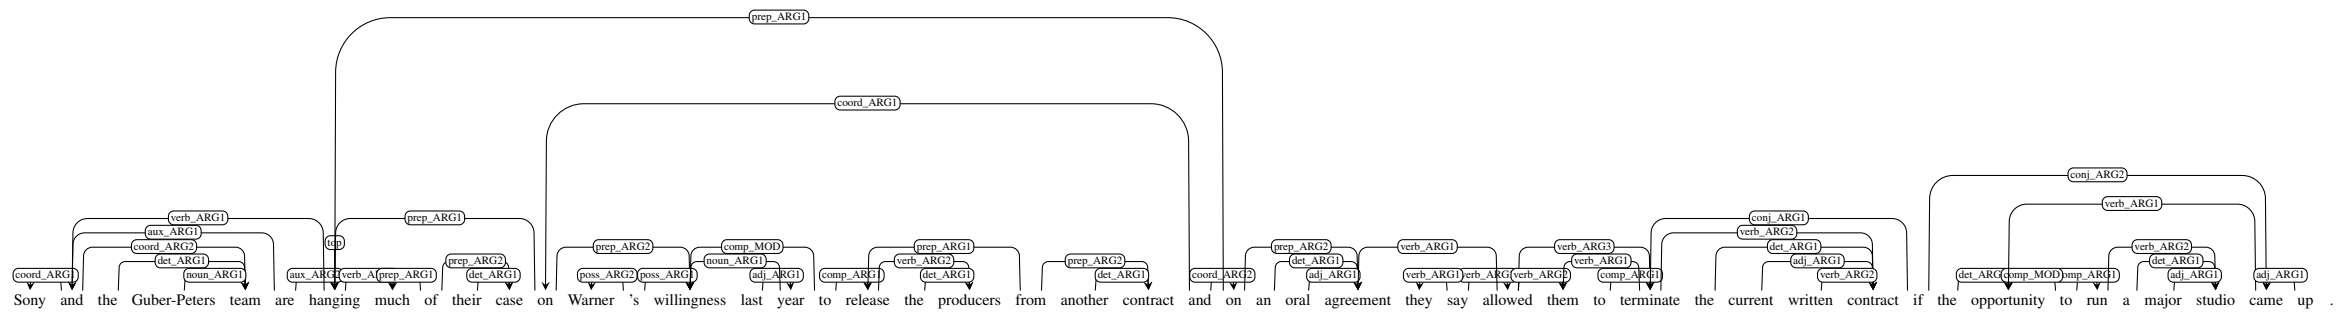 prep_ARG1
coord_ARG1
conj_ARG2
verb_ARG1
verb_ARG1 prep_ARG1 conj_ARG1
aux_ARG1 verb_ARG2
top
coord_ARG2 prep_ARG2 comp_MOD prep_ARG1 prep_ARG2 verb_ARG1 verb_ARG3 det_ARG1 verb_ARG2
det_ARG1 prep_ARG2 noun_ARG1 verb_ARG2 prep_ARG2 det_ARG1 verb_ARG1 adj_ARG1 det_ARG1
coord_ARG1 noun_ARG1 prep_ARG1 det_ARG1 poss_ARG2 adj_ARG1 comp_ARG1 det_ARG1 det_ARG1 coord_ARG2 adj_ARG1 verb_ARG1 verb_ARG2 comp_ARG1 verb_ARG2 comp_MOD adj_ARG1 adj_ARG1
Sony and the Guber-Peters team are hanging much of their case on Warner 's willingness last year to release the producers from another contract and on an oral agreement they say allowed them to terminate the current written contract if the opportunity to run a major studio came up .